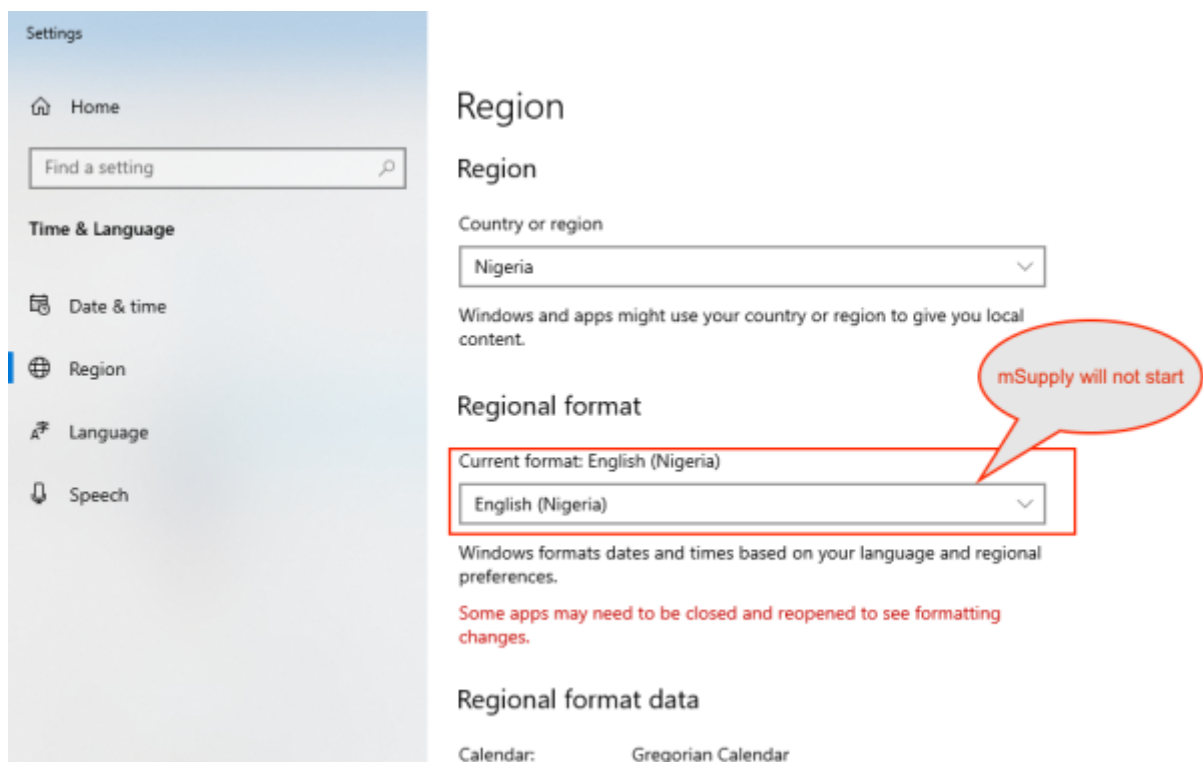 Settings
Home
Find a setting
Time & Language
Date & time
Region
Language
Speech
Region
Region
Country or region
Nigeria
Windows and apps might use your country or region to give you local
content.
mSupply will not start
Regional format
Current format: English (Nigeria)
English (Nigeria)
Windows formats dates and times based on your language and regional
preferences.
Some apps may need to be closed and reopened to see formatting
changes.
Regional format data
Calendar: Gregorian Calendar